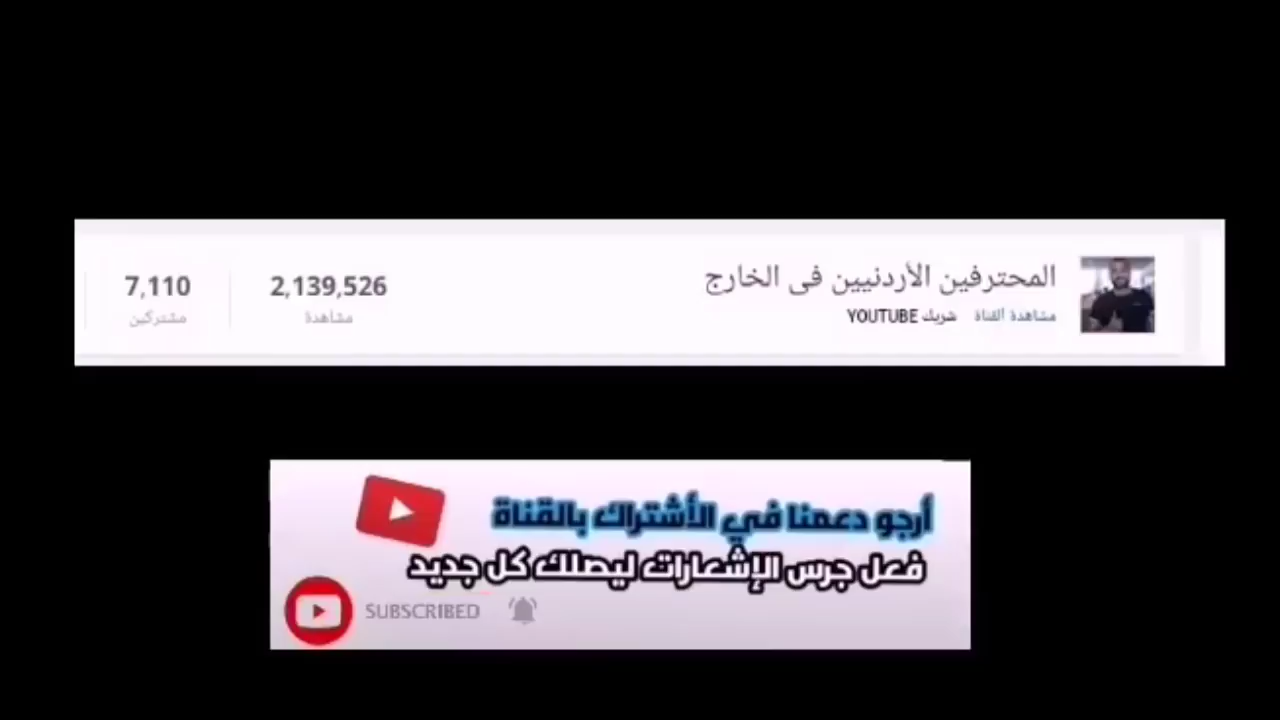 المحترفين الأردنيين فى الخارج
مشاهدة القناة شريك YOUTUBE
2,139,526
مشاهدة
7,110
مشتركين
أرجو دعمنا في الأشتراك بالقناة
فعل جرس الإشعارات ليصلك كل جديد
SUBSCRIBED